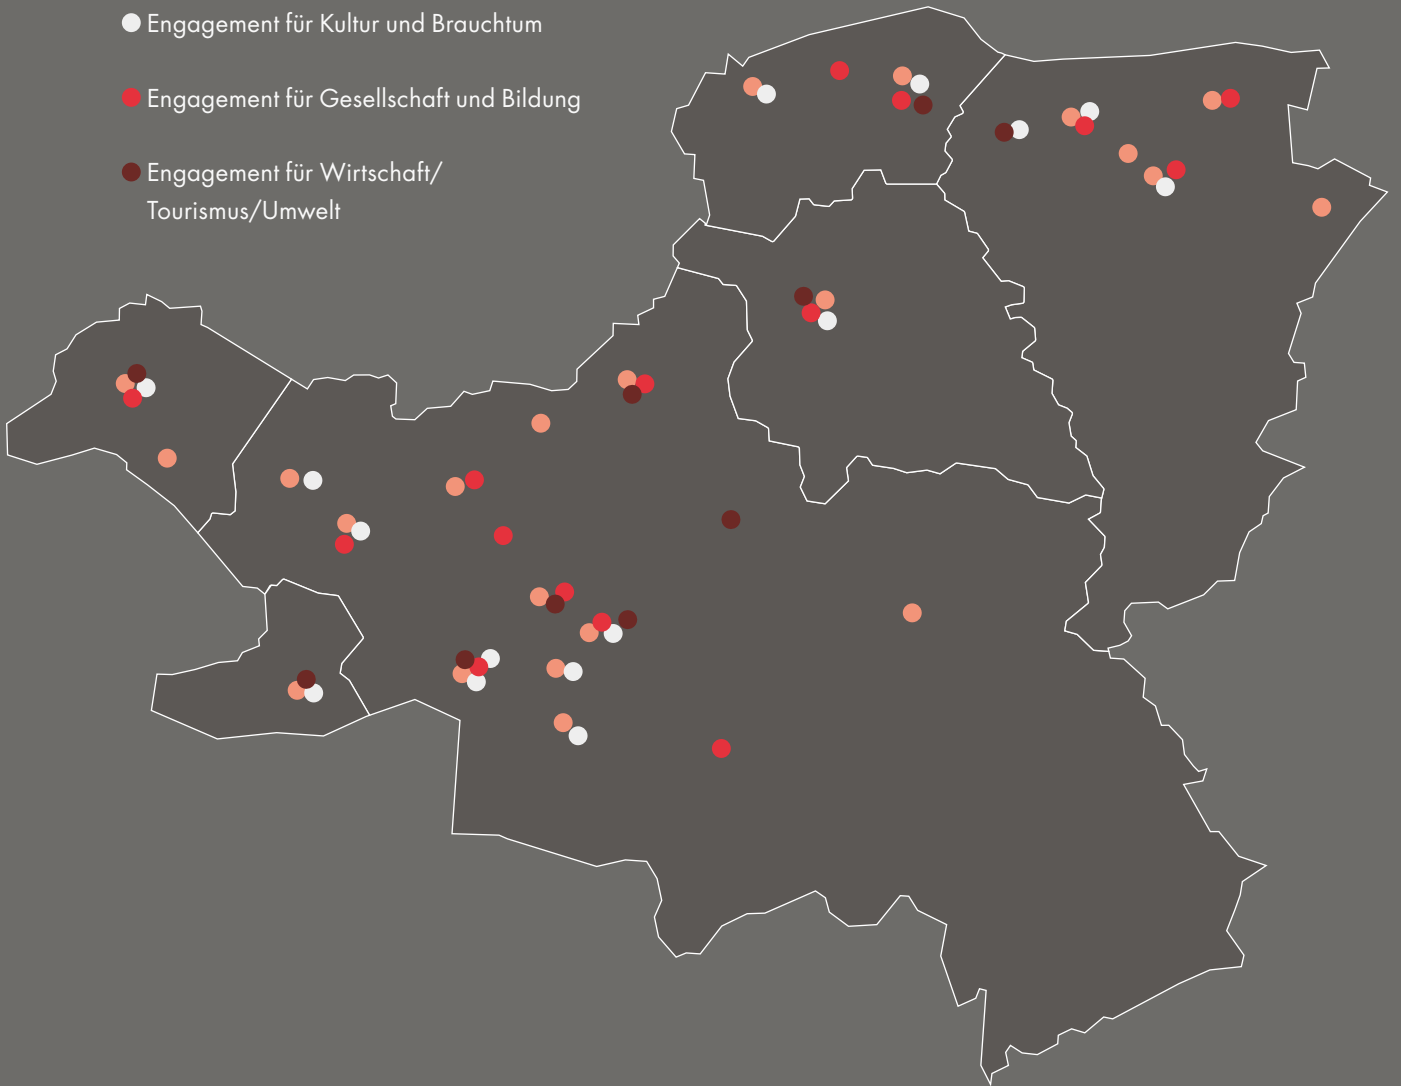 Engagement für Kultur und Brauchtum
Engagement für Gesellschaft und Bildung
Engagement für Wirtschaft/
Tourismus/Umwelt